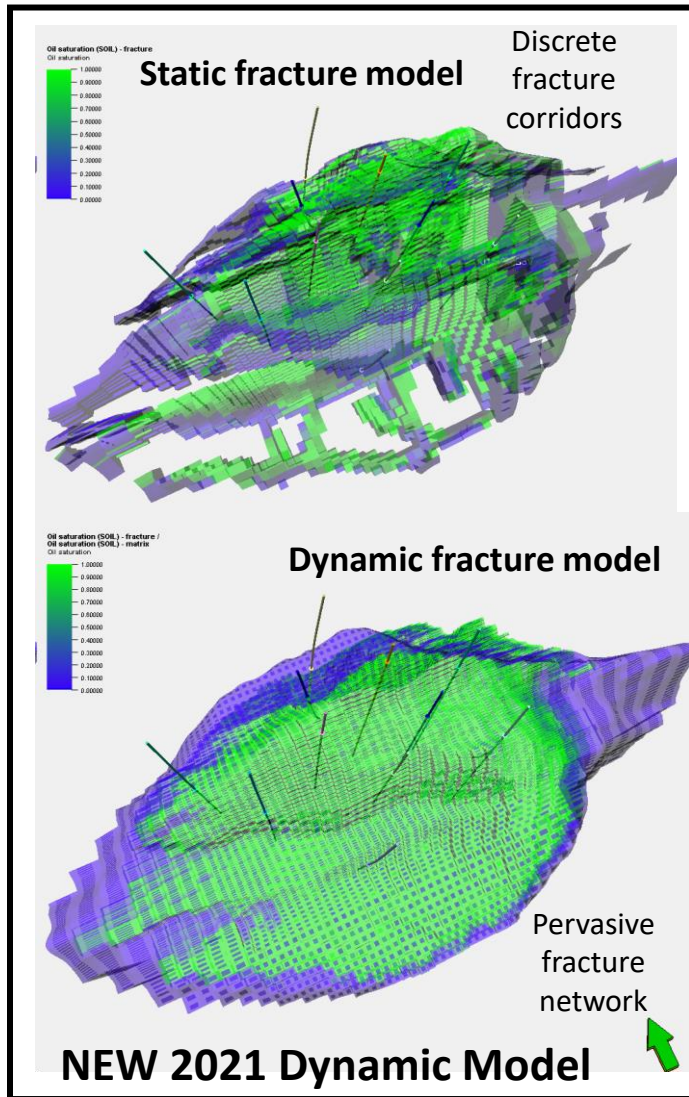 Oil saturation (SOIL) - fracture
Oil saturation
1.00000
0.90000
0.80000
0.70000
0.60000
0.50000
0.40000
0.30000
0.20000
0.10000
0.00000
Static fracture model
Discrete
fracture
corridors
Oil saturation (SOIL) - fracture /
Oil saturation (SOIL) - matrix
Oil saturation
1.00000
0.90000
0.80000
0.70000
0.60000
0.50000
0.40000
0.30000
0.20000
0.10000
0.00000
Dynamic fracture model
Pervasive
fracture
network
NEW 2021 Dynamic Model